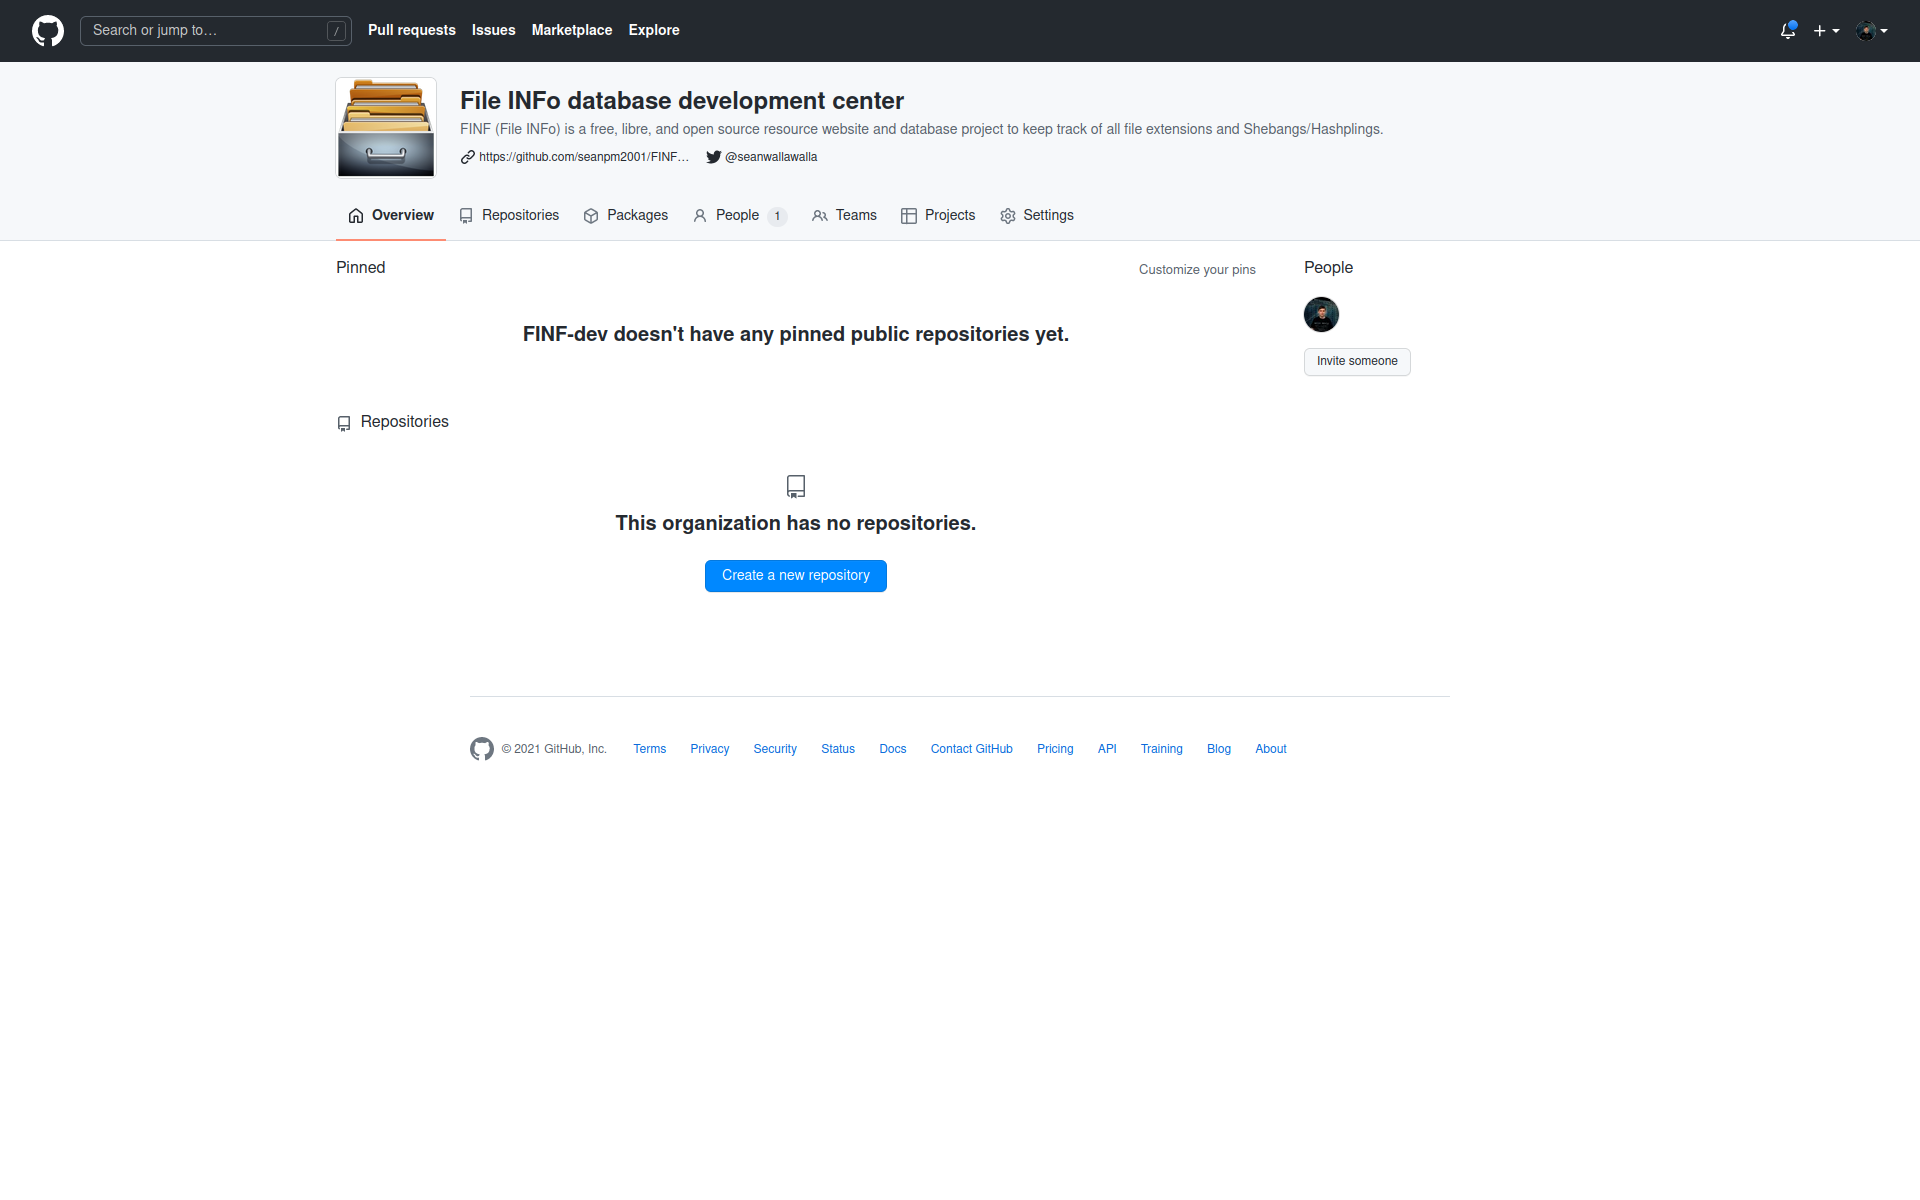 Search or jump to… /
Pull requests Issues Marketplace Explore
File INFo database development center
FINF (File INFo) is a free, libre, and open source resource website and database project to keep track of all file extensions and Shebangs/Hashplings.
https://github.com/seanpm2001/FINF… @seanwallawalla
Overview Repositories Packages People 1 Teams Projects Settings
Pinned Customize your pins
People
FINF-dev doesn't have any pinned public repositories yet.
Invite someone
Repositories
This organization has no repositories.
Create a new repository
© 2021 GitHub, Inc. Terms Privacy Security Status Docs Contact GitHub Pricing API Training Blog About